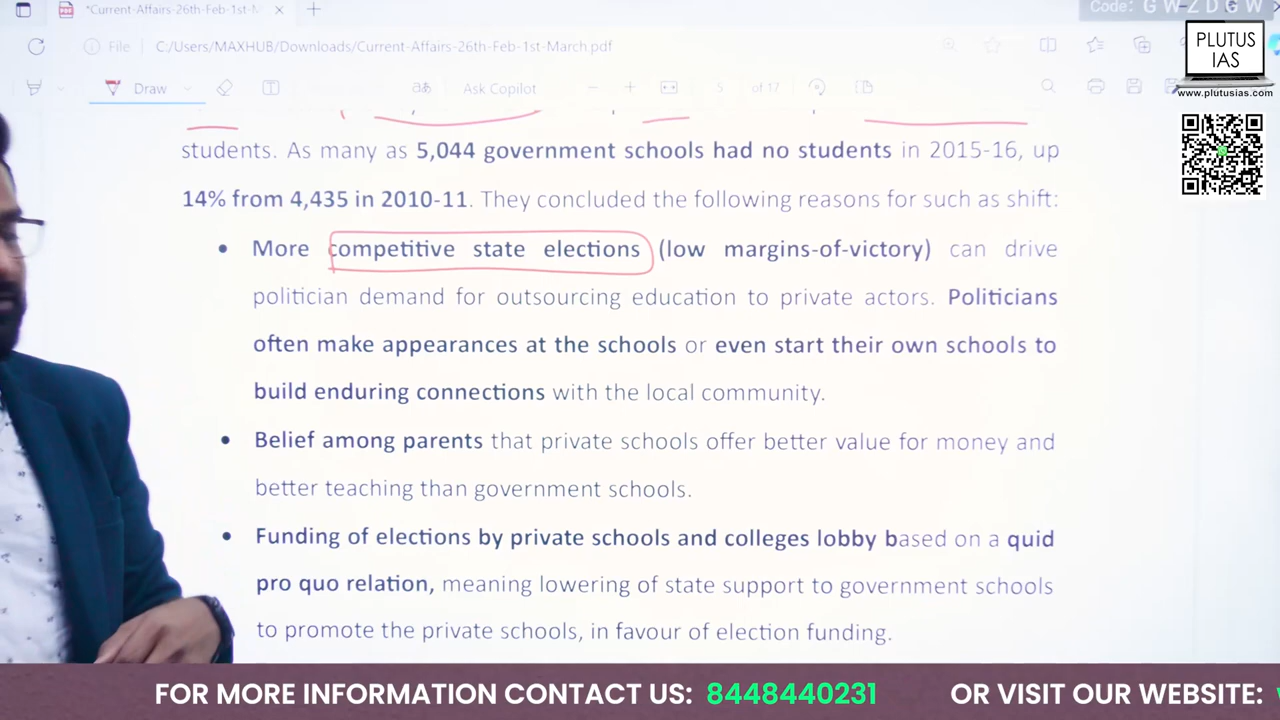 *Current-Affairs-26th-Feb-1st-M
Code: G W Z D G W
File C:/Users/MAXHUB/Downloads/Current-Affairs-26th-Feb-1st-March.pdf
PLUTUS
IAS
www.plutusias.com
Draw
aあ
Ask Copilot
5 of 17
students. As many as 5,044 government schools had no students in 2015-16, up
14% from 4,435 in 2010-11. They concluded the following reasons for such as shift:
• More competitive state elections (low margins-of-victory) can drive
politician demand for outsourcing education to private actors. Politicians
often make appearances at the schools or even start their own schools to
build enduring connections with the local community.
• Belief among parents that private schools offer better value for money and
better teaching than government schools.
• Funding of elections by private schools and colleges lobby based on a quid
pro quo relation, meaning lowering of state support to government schools
to promote the private schools, in favour of election funding.
FOR MORE INFORMATION CONTACT US: 8448440231 OR VISIT OUR WEBSITE: